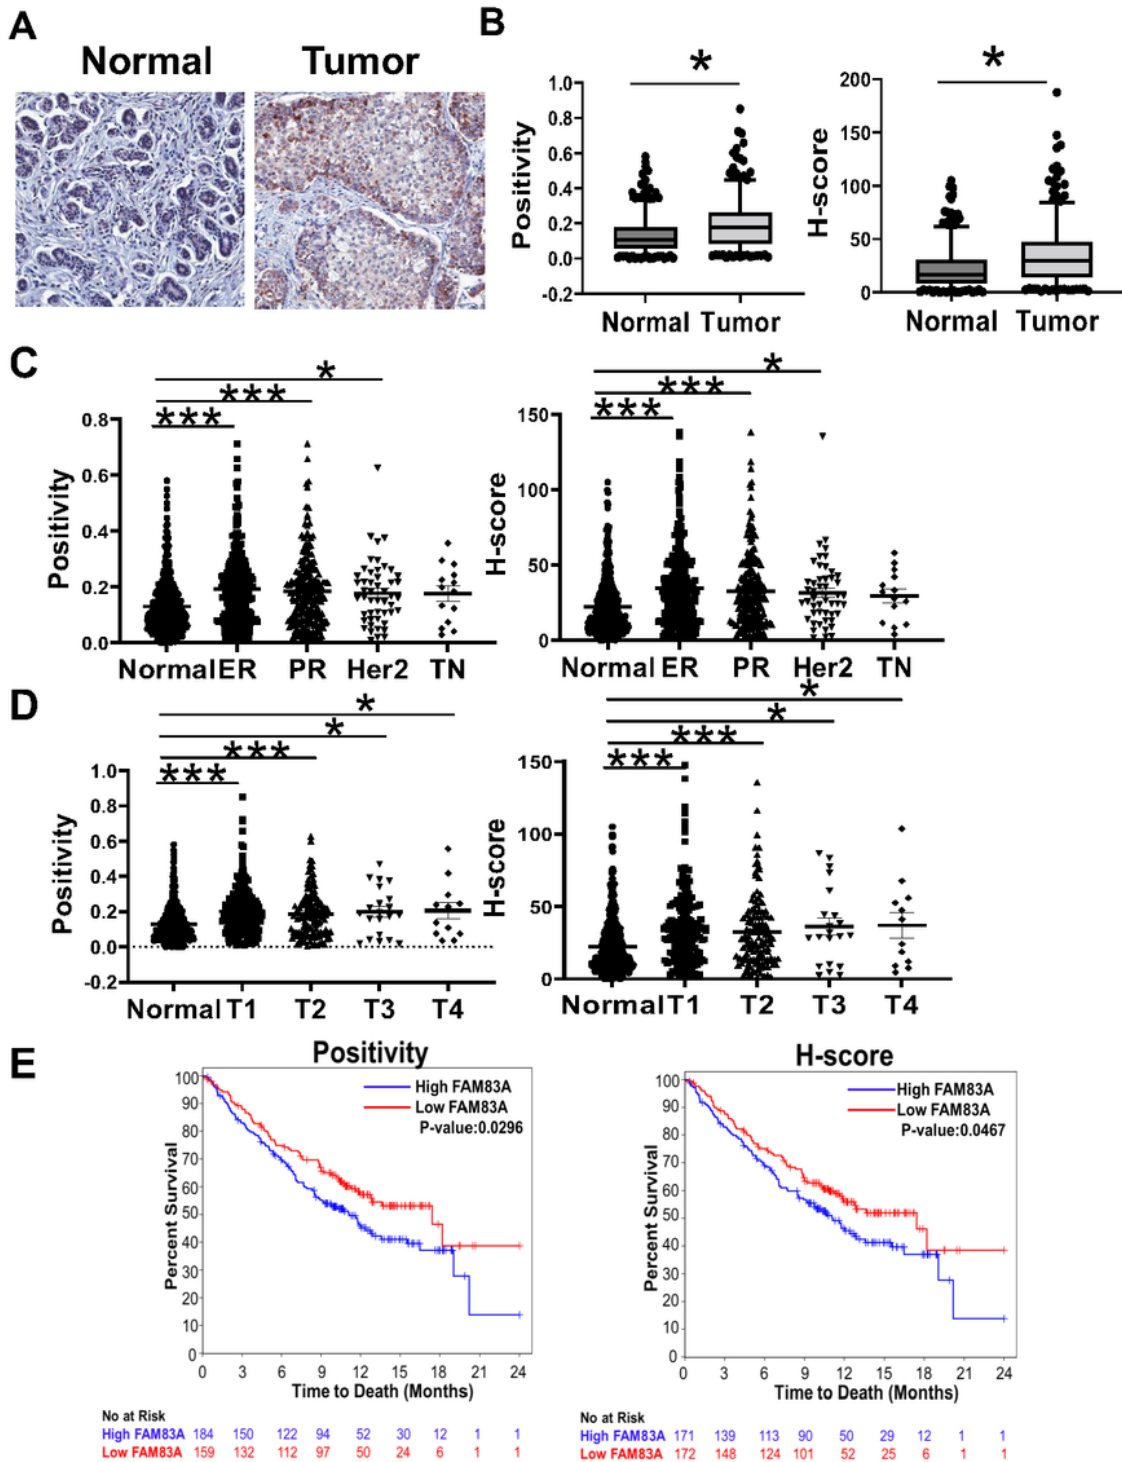 A
Normal Tumor
B
*
Positivity
1.0
0.8
0.6
0.4
0.2
0.0
-0.2
Normal Tumor
*
H-score
200
150
100
50
0
Normal Tumor
C
*
***
***
Positivity
0.8
0.6
0.4
0.2
0.0
Normal ER PR Her2 TN
*
***
***
H-score
150
100
50
0
Normal ER PR Her2 TN
D
*
*
***
***
Positivity
1.0
0.8
0.6
0.4
0.2
0.0
-0.2
Normal T1 T2 T3 T4
*
*
***
***
H-score
150
100
50
0
Normal T1 T2 T3 T4
E
Positivity
High FAM83A
Low FAM83A
P-value:0.0296
Percent Survival
100
90
80
70
60
50
40
30
20
10
0
0 3 6 9 12 15 18 21 24
Time to Death (Months)
No at Risk
High FAM83A 184 150 122 94 52 30 12 1 1
Low FAM83A 159 132 112 97 50 24 6 1 1
H-score
High FAM83A
Low FAM83A
P-value:0.0467
Percent Survival
100
90
80
70
60
50
40
30
20
10
0
0 3 6 9 12 15 18 21 24
Time to Death (Months)
No at Risk
High FAM83A 171 139 113 90 50 29 12 1 1
Low FAM83A 172 148 124 101 52 25 6 1 1